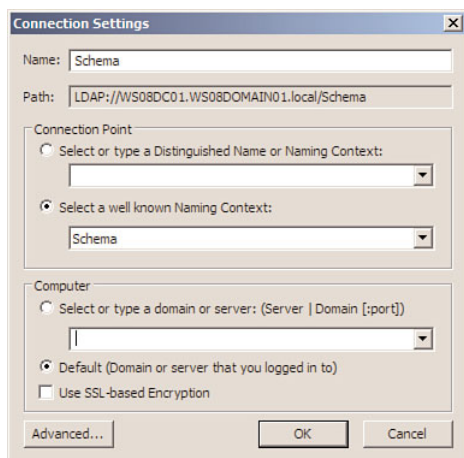 Connection Settings
Name: Schema
Path: LDAP://WS08DC01.WS08DOMAIN01.local/Schema
Connection Point
Select or type a Distinguished Name or Naming Context:
Select a well known Naming Context:
Schema
Computer
Select or type a domain or server: (Server | Domain [:port])
Default (Domain or server that you logged in to)
Use SSL-based Encryption
Advanced... OK Cancel